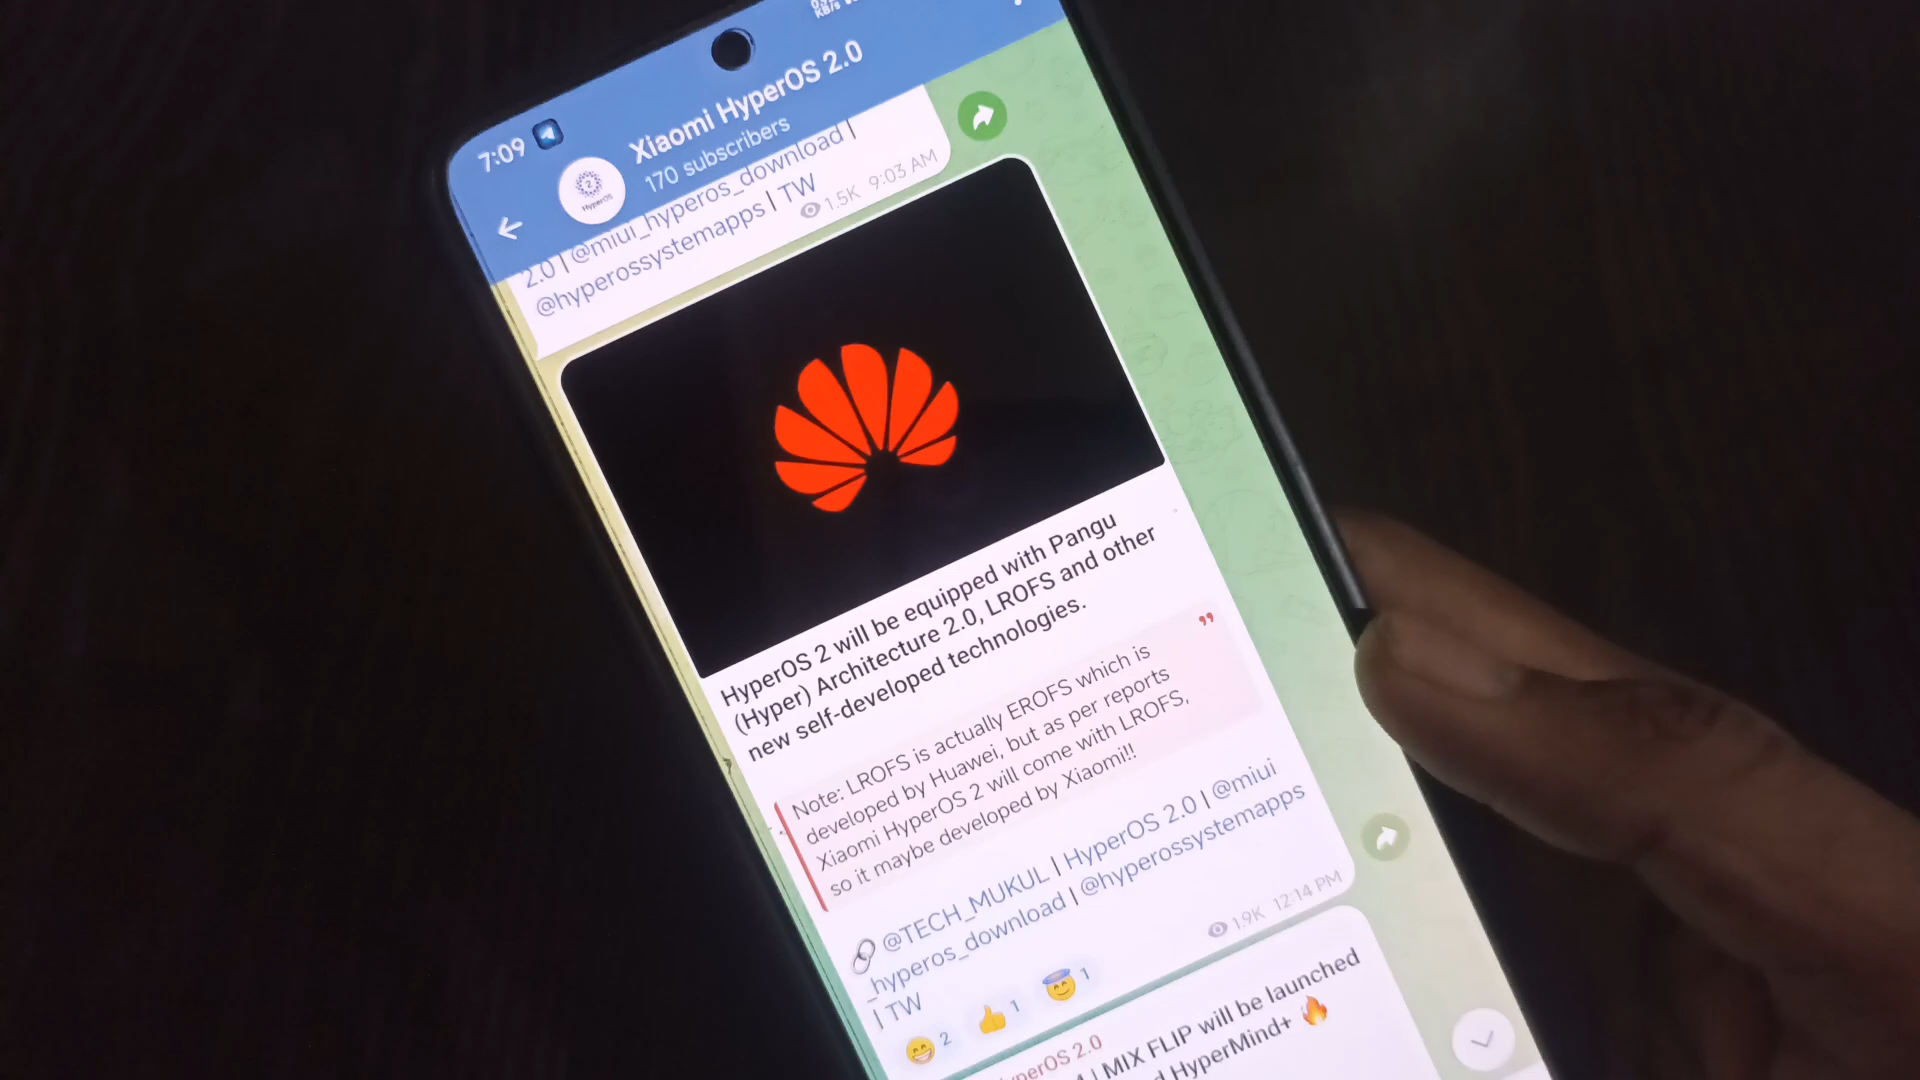 7:09
KB/s
Xiaomi HyperOS 2.0
170 subscribers
2.0 | @miui_hyperos_download |
@hyperossystemapps | TW
1.5K 9:03 AM
2
HyperOS
HyperOS 2 will be equipped with Pangu
(Hyper) Architecture 2.0, LROFS and other
new self-developed technologies.
Note: LROFS is actually EROFS which is
developed by Huawei, but as per reports
Xiaomi HyperOS 2 will come with LROFS,
so it maybe developed by Xiaomi!!
🔗 @TECH_MUKUL | HyperOS 2.0 | @miui
_hyperos_download | @hyperossystemapps
| TW
1.9K 12:14 PM
😁 2 👍 1 😇 1
perOS 2.0
| MIX FLIP will be launched
HyperMind+ 🔥